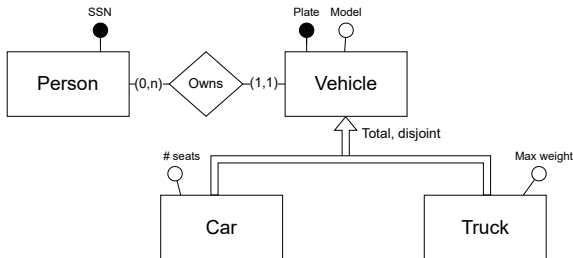 SSN
Plate
Model
Person
(0,n)
Owns
(1,1)
Vehicle
Total, disjoint
# seats
Max weight
Car
Truck